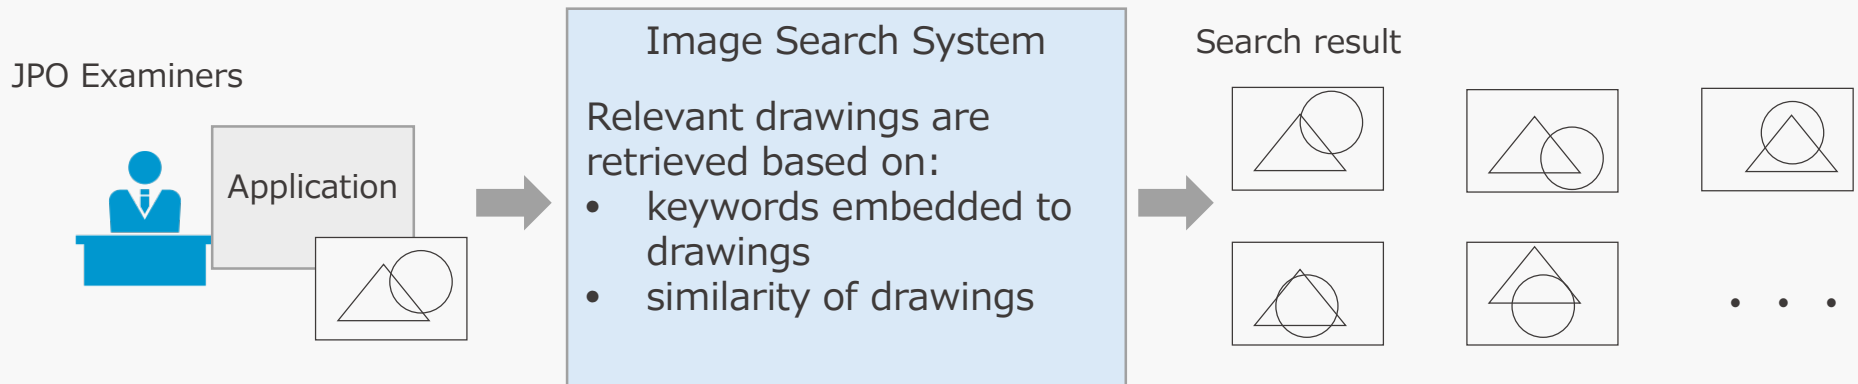 JPO Examiners
Application
Image Search System
Relevant drawings are
retrieved based on:
• keywords embedded to
drawings
• similarity of drawings
Search result
• • •